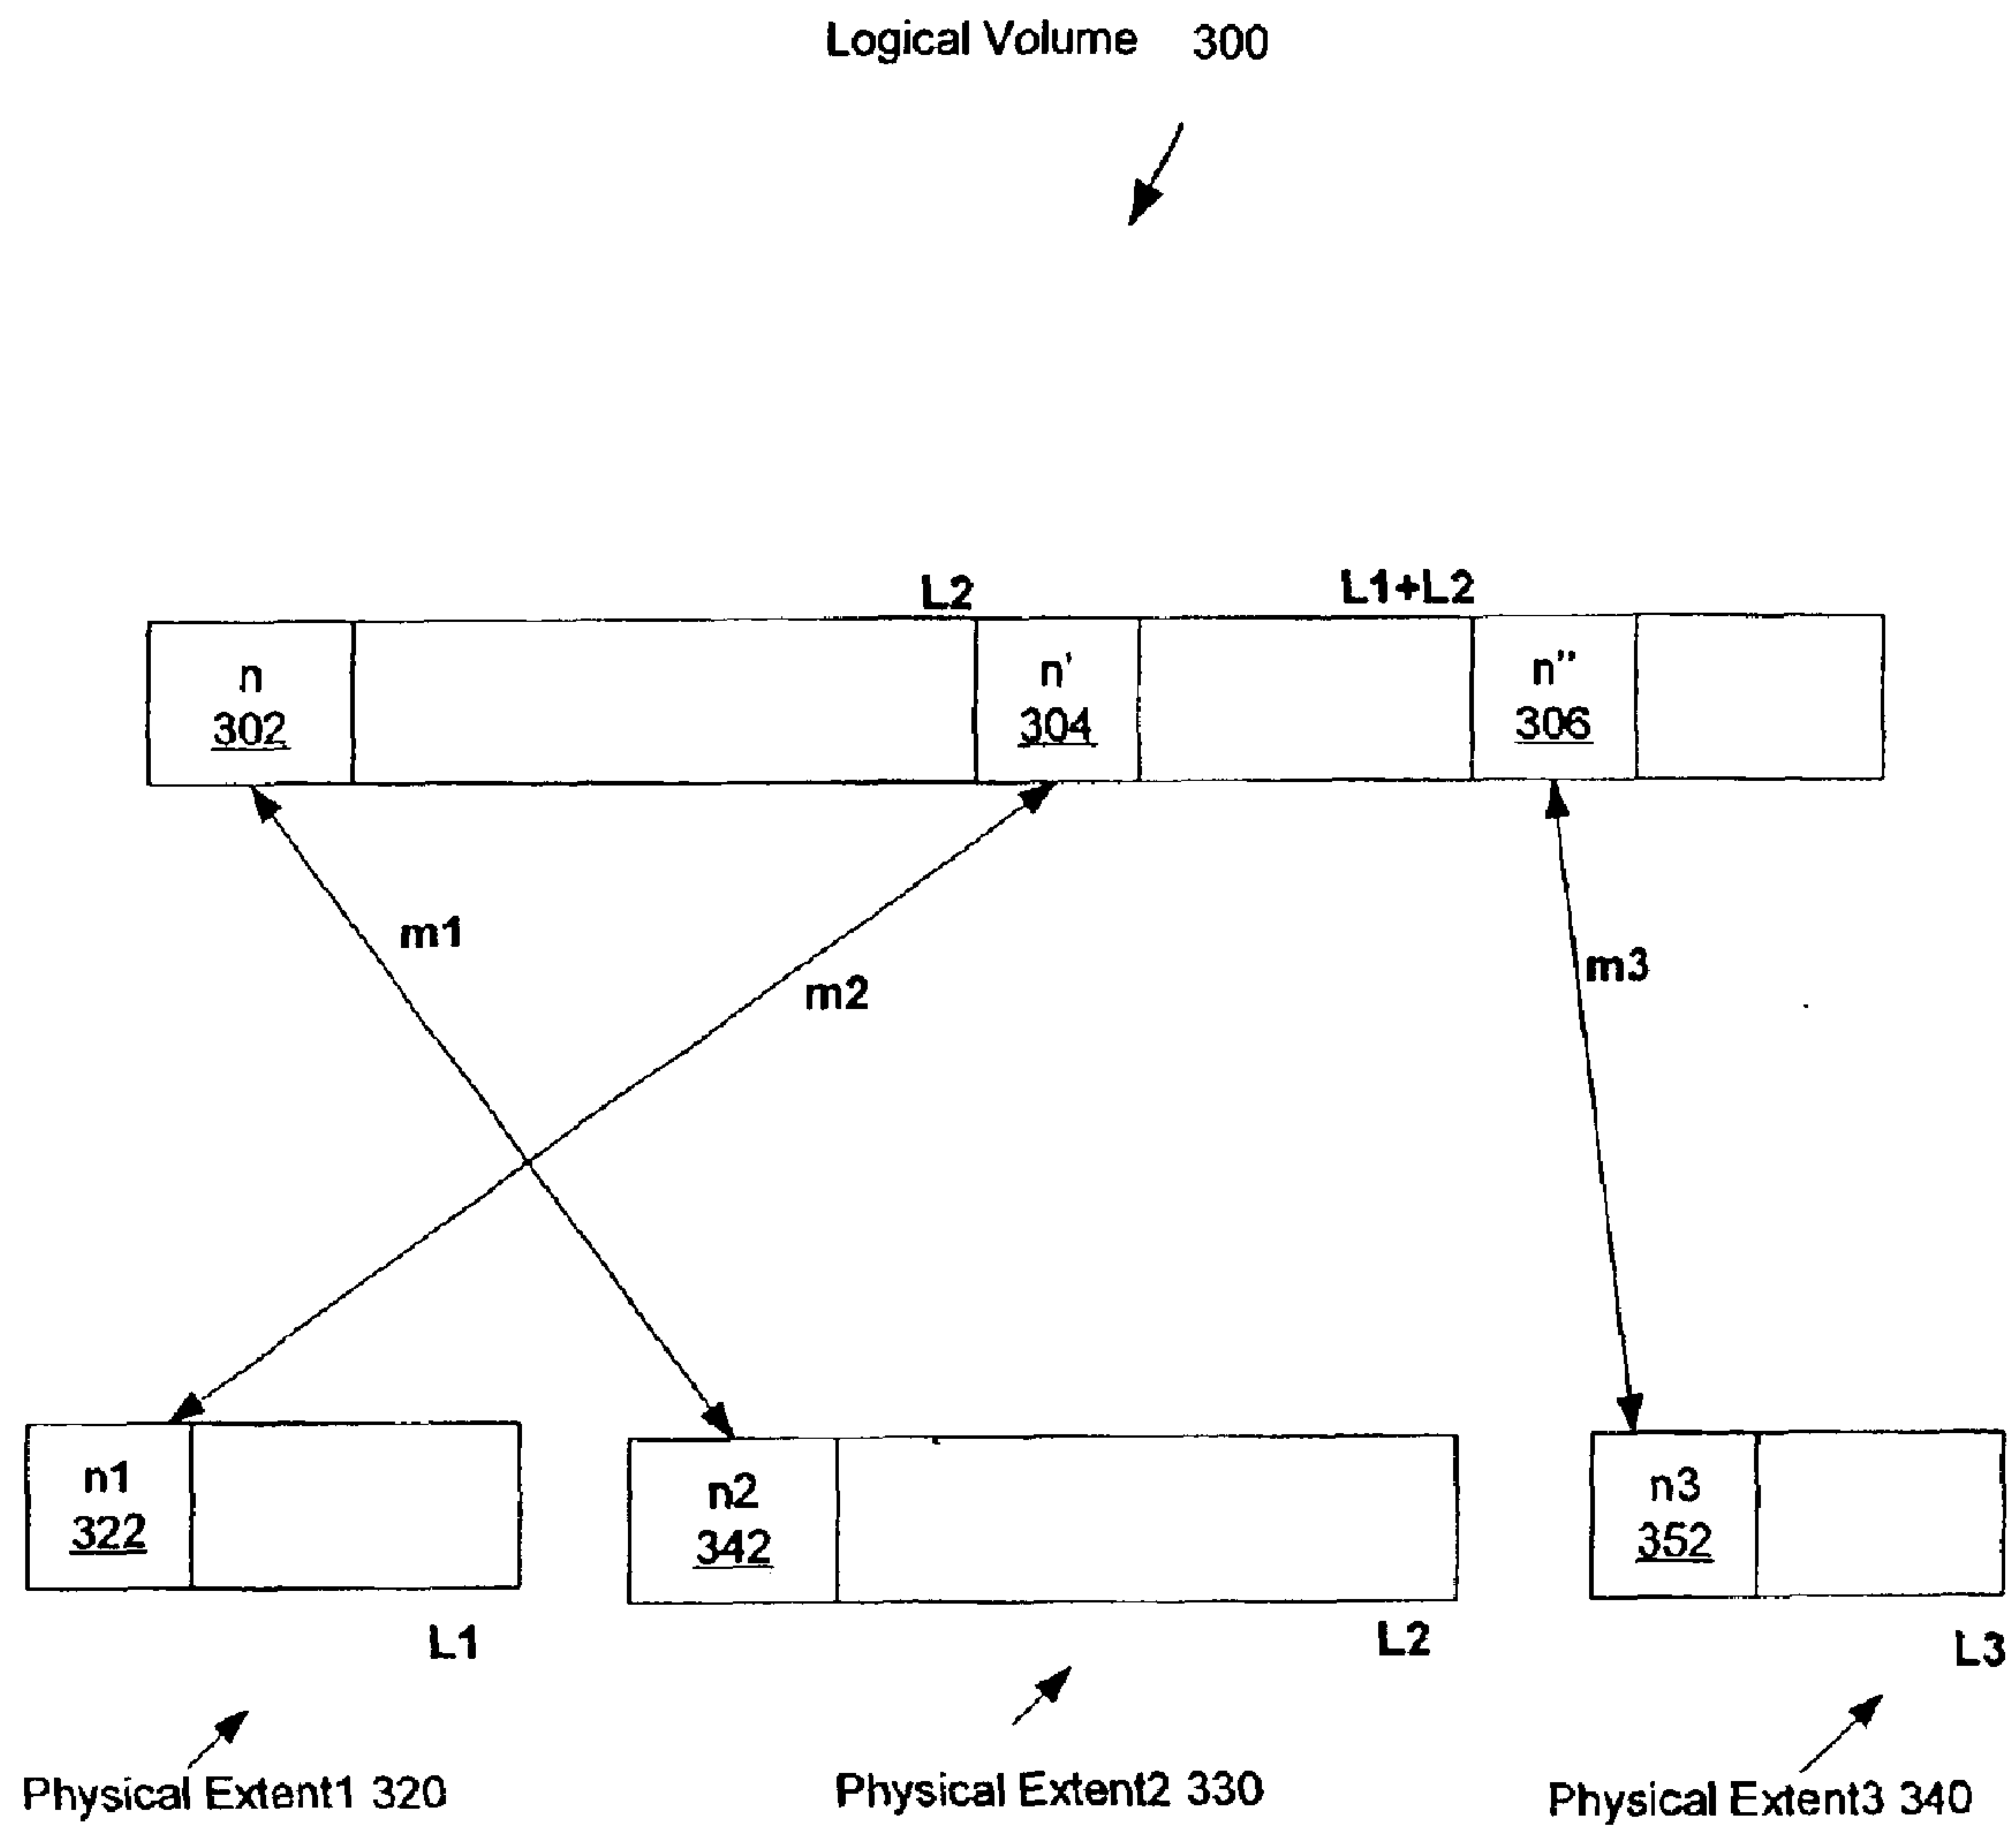 Logical Volume 300
L2
L1+L2
n
302
n'
304
n"
306
m1
m2
m3
n1
322
n2
342
n3
352
L1
L2
L3
Physical Extent1 320
Physical Extent2 330
Physical Extent3 340